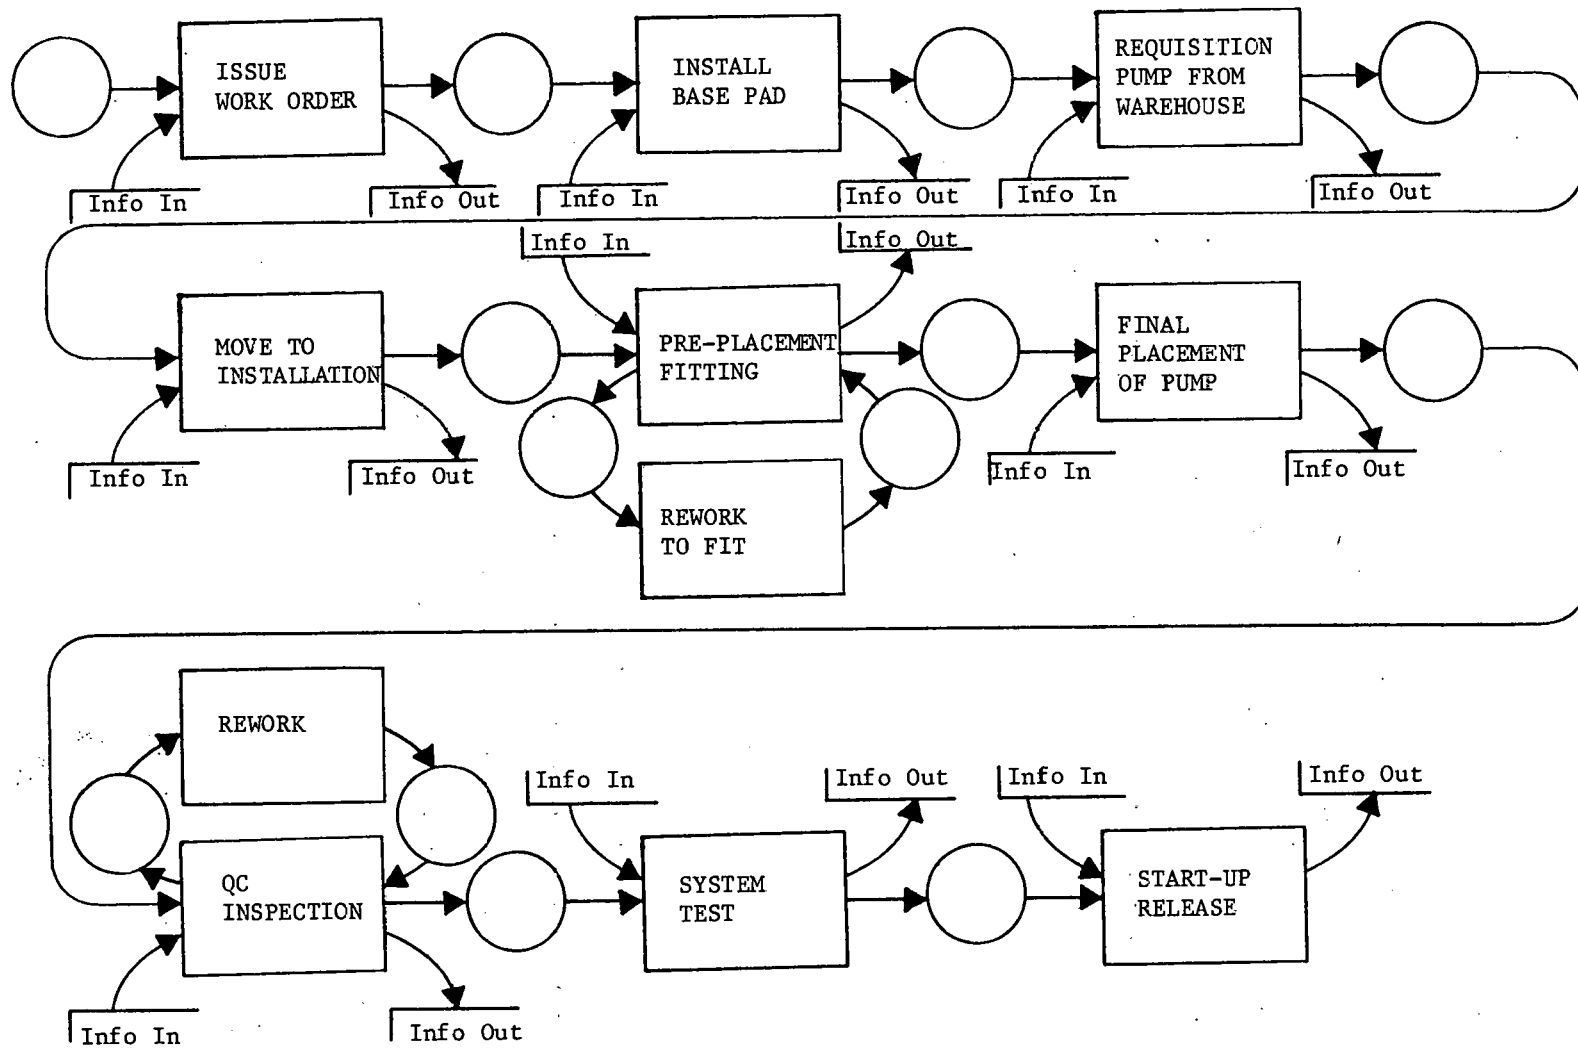 ISSUE
WORK ORDER
INSTALL
BASE PAD
REQUISITION
PUMP FROM
WAREHOUSE
Info In
Info Out
Info In
Info Out
Info In
Info Out
Info In
Info Out
MOVE TO
INSTALLATION
PRE-PLACEMENT
FITTING
FINAL
PLACEMENT
OF PUMP
Info In
Info Out
Info In
Info Out
REWORK
TO FIT
REWORK
Info In
Info Out
Info In
Info Out
QC
INSPECTION
SYSTEM
TEST
START-UP
RELEASE
Info In
Info Out